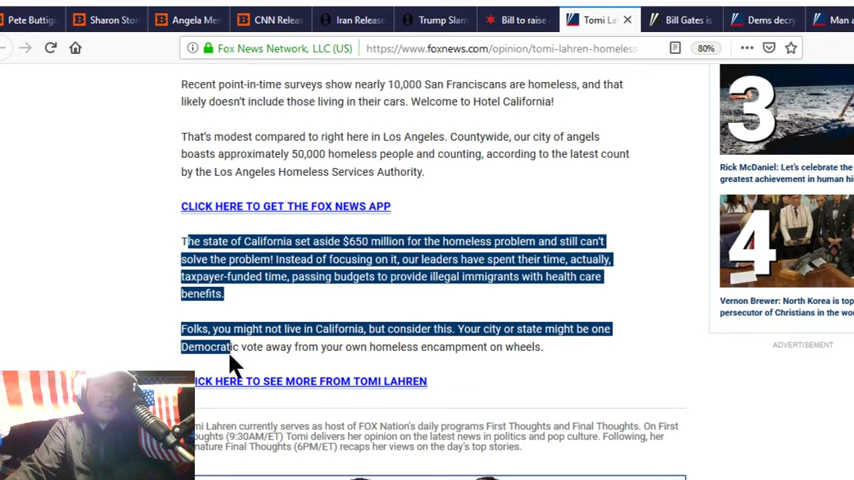 Pete Buttig
Sharon Ston
Angela Mer
CNN Releas
Iran Release
Trump Slam
Bill to raise
Tomi La
Bill Gates is
Dems decry
Man a
Fox News Network, LLC (US)
https://www.foxnews.com/opinion/tomi-lahren-homeless
80%
Recent point-in-time surveys show nearly 10,000 San Franciscans are homeless, and that
likely doesn't include those living in their cars. Welcome to Hotel California!
That's modest compared to right here in Los Angeles. Countywide, our city of angels
boasts approximately 50,000 homeless people and counting, according to the latest count
by the Los Angeles Homeless Services Authority.
CLICK HERE TO GET THE FOX NEWS APP
The state of California set aside $650 million for the homeless problem and still can't
solve the problem! Instead of focusing on it, our leaders have spent their time, actually,
taxpayer-funded time, passing budgets to provide illegal immigrants with health care
benefits.
Folks, you might not live in California, but consider this. Your city or state might be one
Democratic vote away from your own homeless encampment on wheels.
CK HERE TO SEE MORE FROM TOMI LAHREN
mi Lahren currently serves as host of FOX Nation's daily programs First Thoughts and Final Thoughts. On First
oughts (9:30AM/ET) Tomi delivers her opinion on the latest news in politics and pop culture. Following, her
nature Final Thoughts (6PM/ET) recaps her views on the day's top stories.
3
Rick McDaniel: Let's celebrate the
greatest achievement in human his
4
Vernon Brewer: North Korea is top
persecutor of Christians in the wo
ADVERTISEMENT